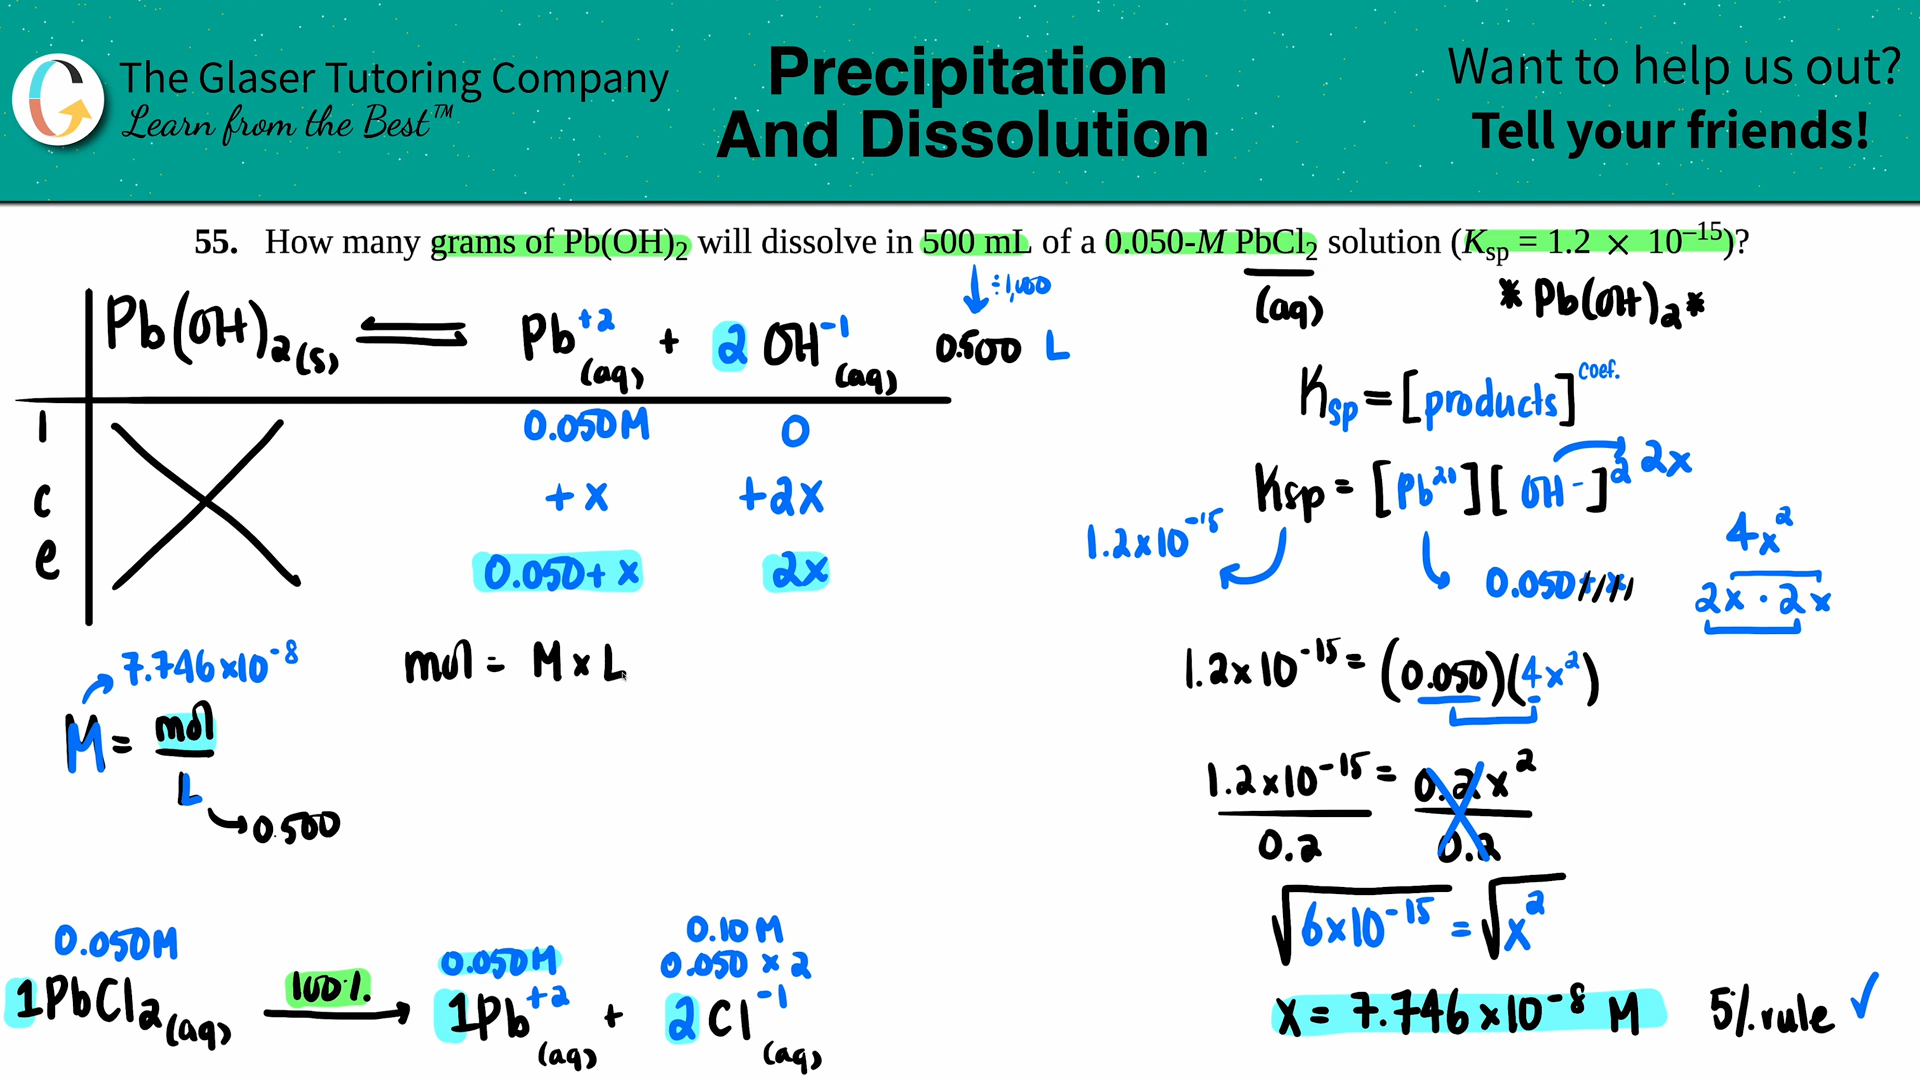 The Glaser Tutoring Company
Learn from the Best™
Precipitation
And Dissolution
Want to help us out?
Tell your friends!
55. How many grams of Pb(OH)₂ will dissolve in 500 mL of a 0.050-M PbCl₂ solution (Ksp = 1.2 × 10⁻¹⁵)?
÷1,000
0.500 L
(aq)
* Pb(OH)₂ *
Pb(OH)₂(s) ⇌ Pb⁺²(aq) + 2 OH⁻¹(aq)
I 0.050M 0
C +x +2x
e 0.050+x 2x
Ksp = [products]^coef.
Ksp = [Pb²⁺][OH⁻]² 2x
1.2x10⁻¹⁵
0.050+x
4x²
2x · 2x
7.746x10⁻⁸
M = mol/L
0.500
mol = M x L
1.2x10⁻¹⁵ = (0.050)(4x²)
1.2x10⁻¹⁵ = 0.2x²
0.2 0.2
√6x10⁻¹⁵ = √x²
x = 7.746x10⁻⁸ M 5% rule ✓
0.050M 0.050M 0.10M
0.050 x 2
1PbCl₂(aq) 100% → 1Pb⁺²(aq) + 2Cl⁻¹(aq)